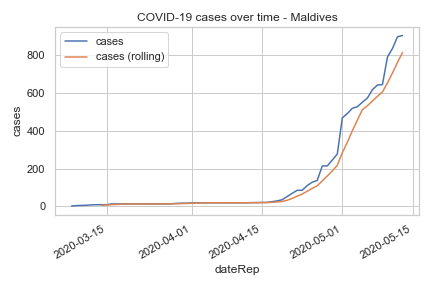 COVID-19 cases over time - Maldives
cases
cases (rolling)
800
600
400
200
0
cases
2020-03-15
2020-04-01
2020-04-15
2020-05-01
2020-05-15
dateRep